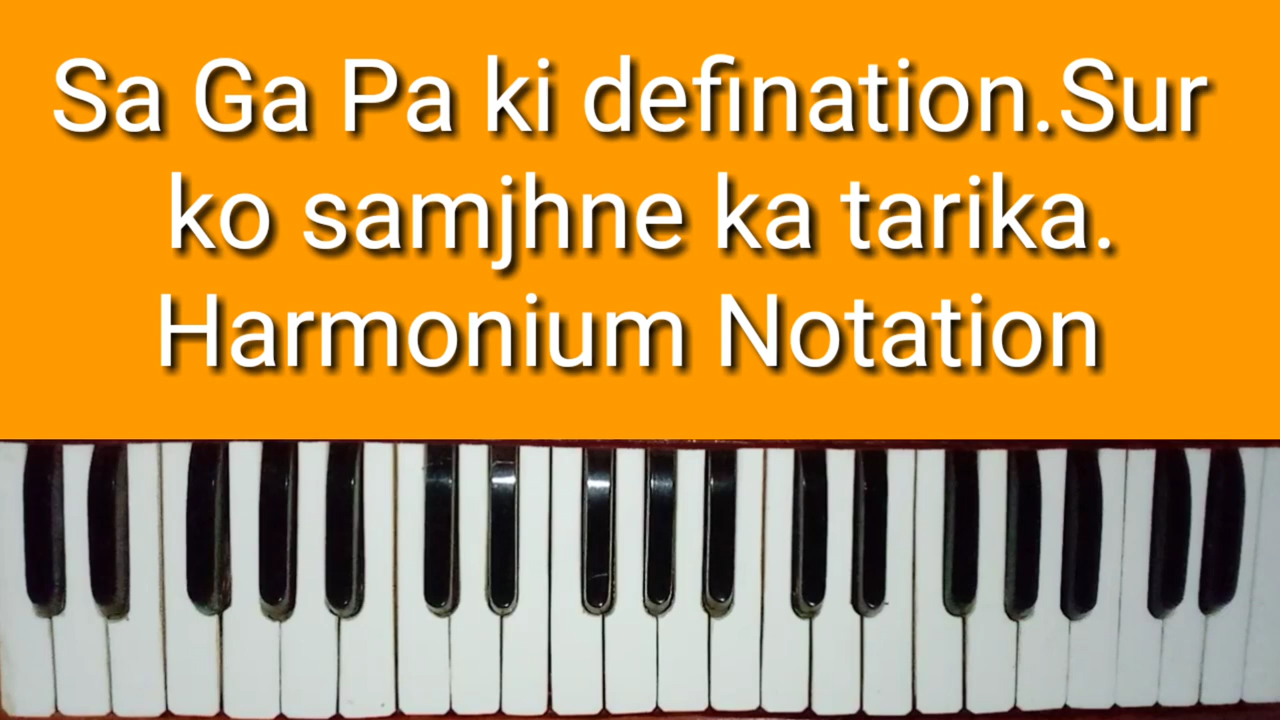 Sa Ga Pa ki defination.Sur
ko samjhne ka tarika.
Harmonium Notation